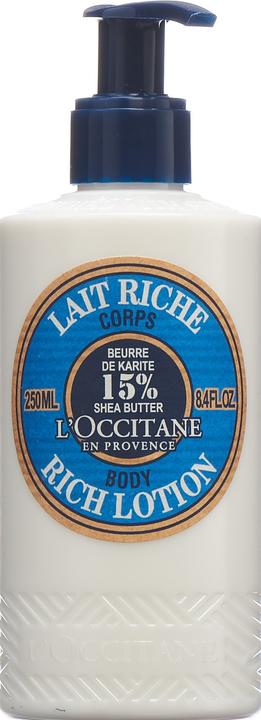 LAIT RICHE
CORPS
BEURRE
DE KARITE
15%
SHEA BUTTER
250ML
8.4FL.OZ
L'OCCITANE
EN PROVENCE
BODY
RICH LOTION
L'OCCITANE